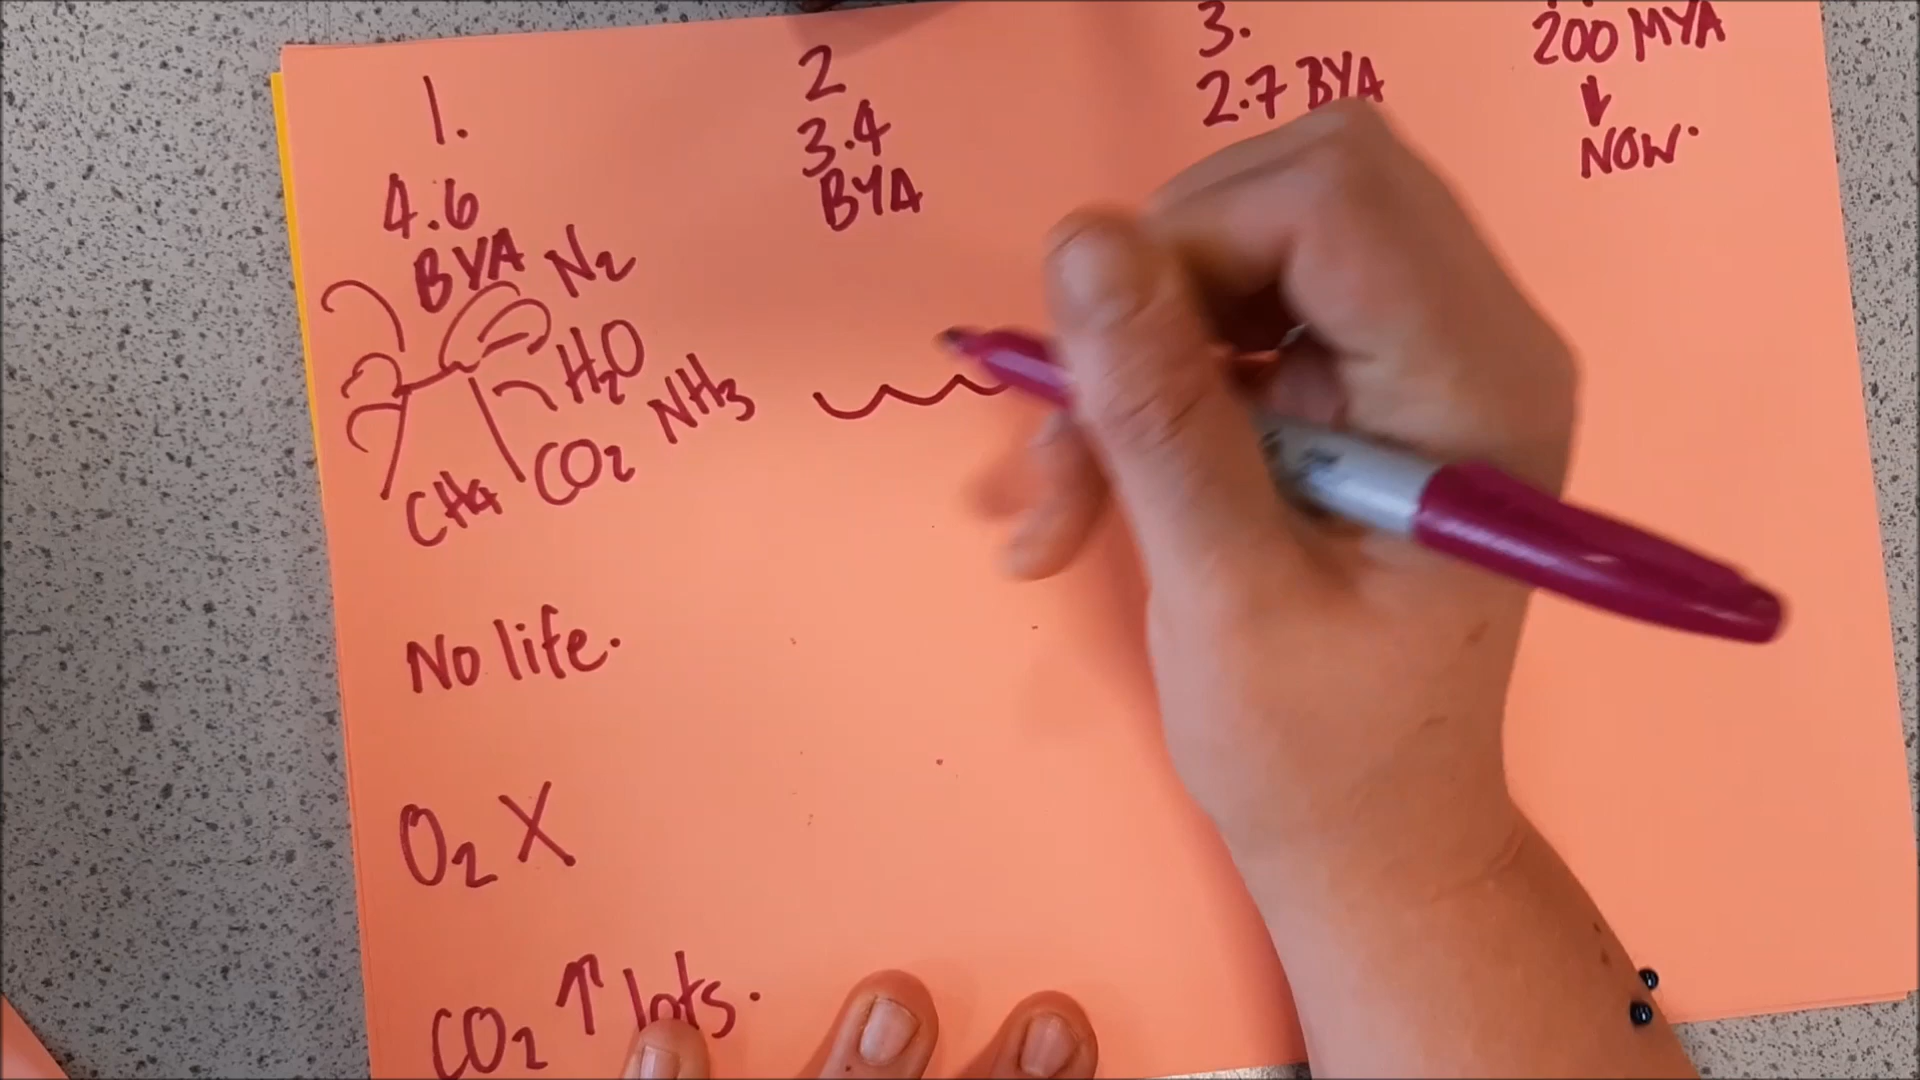 1.
4.6
BYA
N2
H2O
NH3
CO2
CH4
No life.
O2 X
CO2 ↑ lots.
2
3.4
BYA
3.
2.7 BYA
200 MYA
↓
NOW.